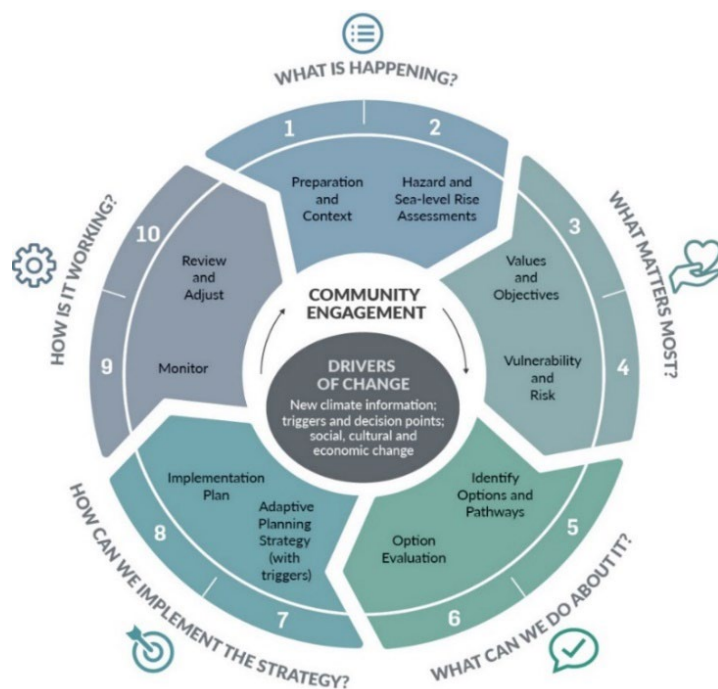 WHAT IS HAPPENING?
1
2
Preparation
and
Context
Hazard and
Sea-level Rise
Assessments
WHAT MATTERS MOST?
3
4
Values
and
Objectives
Vulnerability
and
Risk
WHAT CAN WE DO ABOUT IT?
5
6
Identify
Options and
Pathways
Option
Evaluation
HOW CAN WE IMPLEMENT THE STRATEGY?
7
8
Adaptive
Planning
Strategy
(with
triggers)
Implementation
Plan
HOW IS IT WORKING?
9
10
Monitor
Review
and
Adjust
COMMUNITY
ENGAGEMENT
DRIVERS
OF CHANGE
New climate information;
triggers and decision points;
social, cultural and
economic change